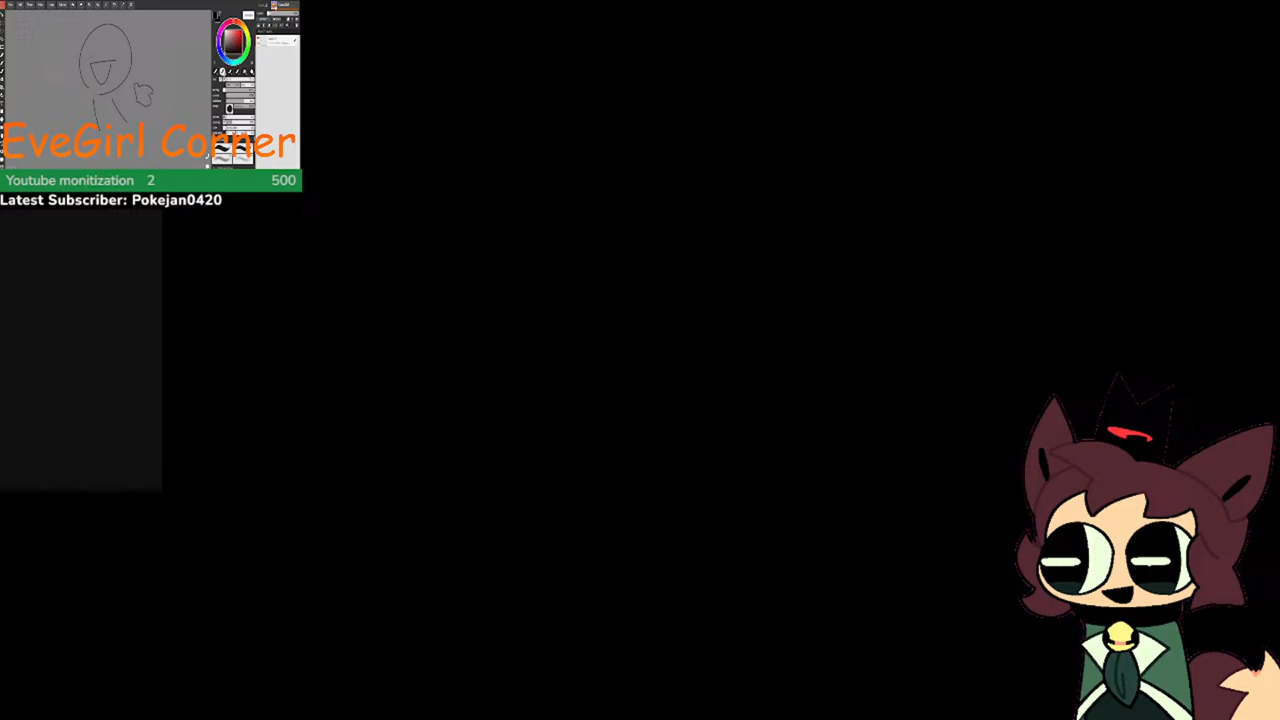 EveGirl Corner
Youtube monitization 2 500
Latest Subscriber: Pokejan0420